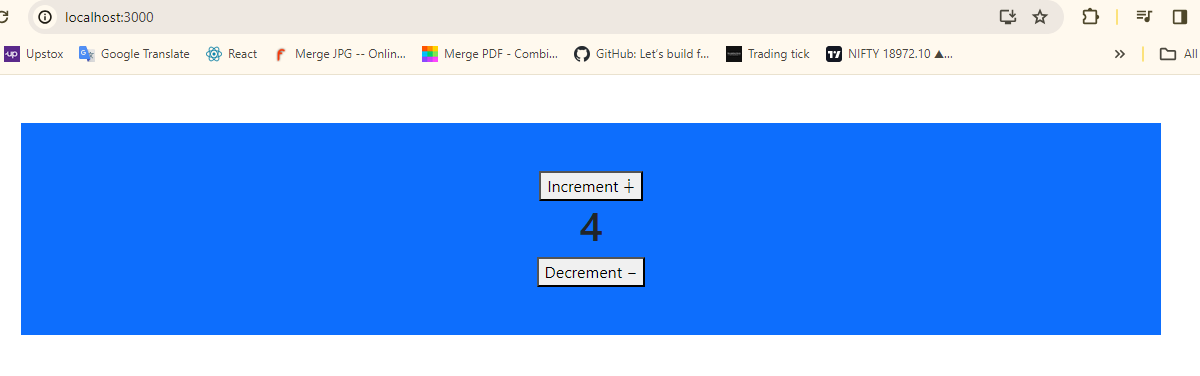 localhost:3000
up Upstox Google Translate React Merge JPG -- Onlin... Merge PDF - Combi... GitHub: Let's build f... Trading tick NIFTY 18972.10 ▲... » All
Increment ∔
4
Decrement −